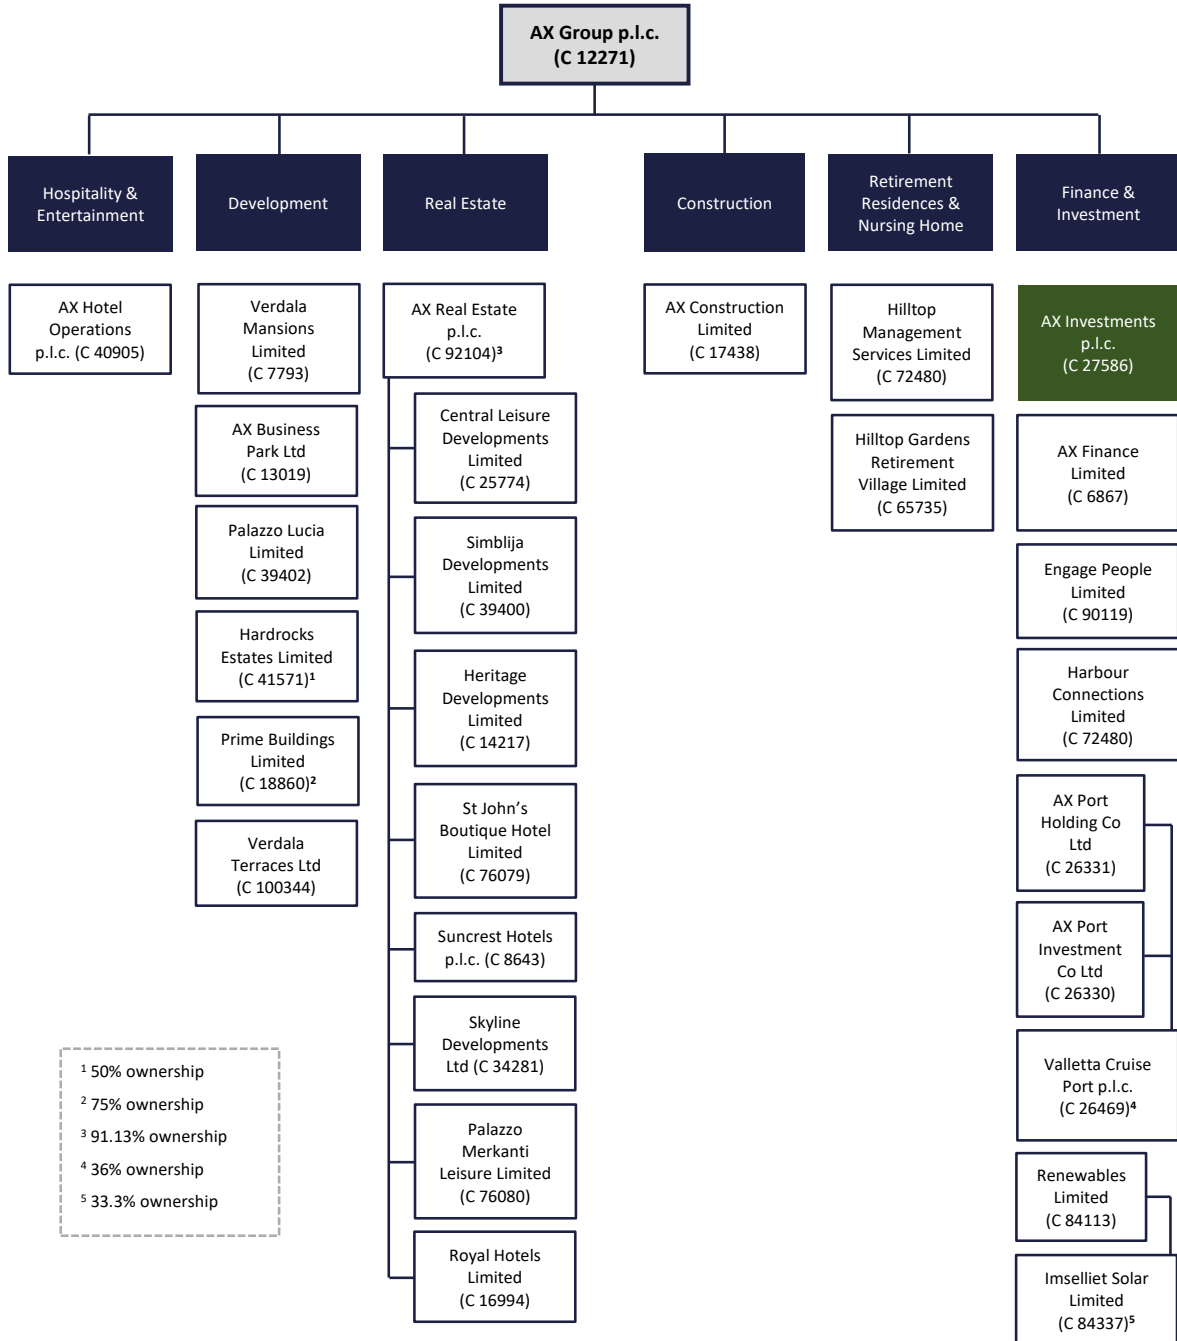 AX Group p.l.c.
(C 12271)
Hospitality &
Entertainment
Development
Real Estate
Construction
Retirement
Residences &
Nursing Home
Finance &
Investment
AX Hotel
Operations
p.l.c. (C 40905)
Verdala
Mansions
Limited
(C 7793)
AX Business
Park Ltd
(C 13019)
Palazzo Lucia
Limited
(C 39402)
Hardrocks
Estates Limited
(C 41571)¹
Prime Buildings
Limited
(C 18860)²
Verdala
Terraces Ltd
(C 100344)
AX Real Estate
p.l.c.
(C 92104)³
Central Leisure
Developments
Limited
(C 25774)
Simblija
Developments
Limited
(C 39400)
Heritage
Developments
Limited
(C 14217)
St John’s
Boutique Hotel
Limited
(C 76079)
Suncrest Hotels
p.l.c. (C 8643)
Skyline
Developments
Ltd (C 34281)
Palazzo
Merkanti
Leisure Limited
(C 76080)
Royal Hotels
Limited
(C 16994)
AX Construction
Limited
(C 17438)
Hilltop
Management
Services Limited
(C 72480)
Hilltop Gardens
Retirement
Village Limited
(C 65735)
AX Investments
p.l.c.
(C 27586)
AX Finance
Limited
(C 6867)
Engage People
Limited
(C 90119)
Harbour
Connections
Limited
(C 72480)
AX Port
Holding Co
Ltd
(C 26331)
AX Port
Investment
Co Ltd
(C 26330)
Valletta Cruise
Port p.l.c.
(C 26469)⁴
Renewables
Limited
(C 84113)
Imselliet Solar
Limited
(C 84337)⁵
¹ 50% ownership
² 75% ownership
³ 91.13% ownership
⁴ 36% ownership
⁵ 33.3% ownership